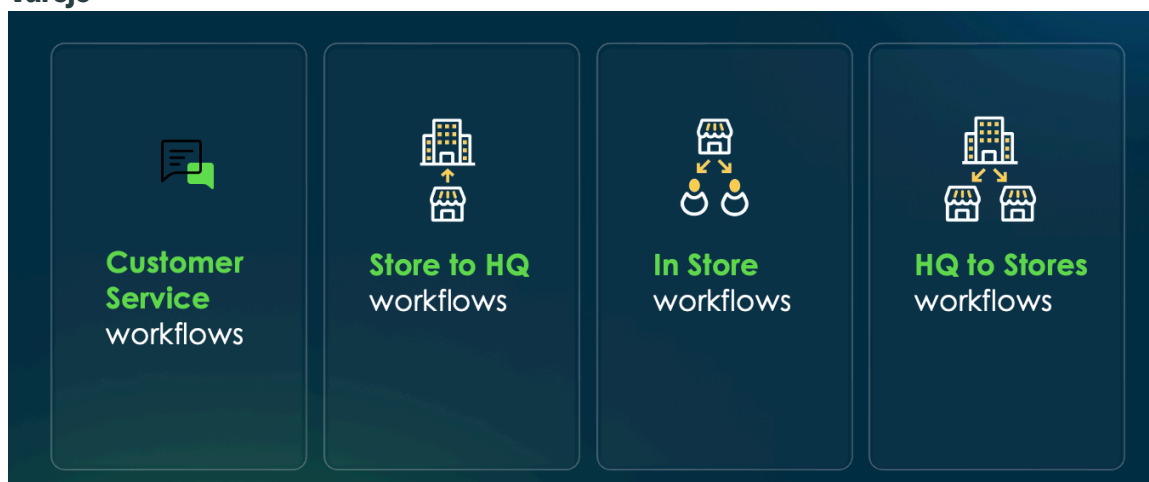 Customer
Service
workflows
Store to HQ
workflows
In Store
workflows
HQ to Stores
workflows